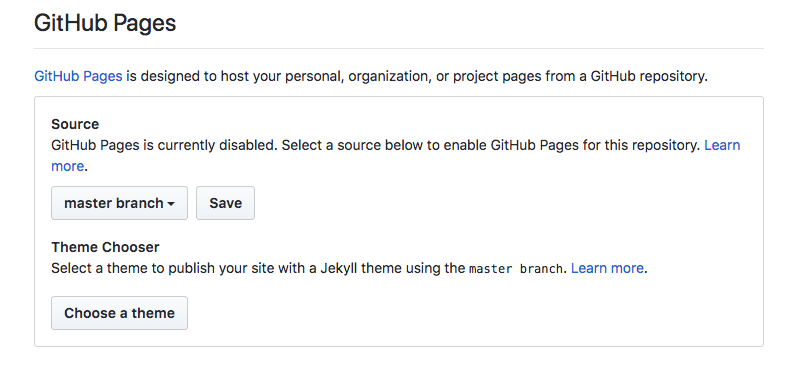 GitHub Pages
GitHub Pages is designed to host your personal, organization, or project pages from a GitHub repository.
Source
GitHub Pages is currently disabled. Select a source below to enable GitHub Pages for this repository. Learn
more.
master branch Save
Theme Chooser
Select a theme to publish your site with a Jekyll theme using the master branch. Learn more.
Choose a theme